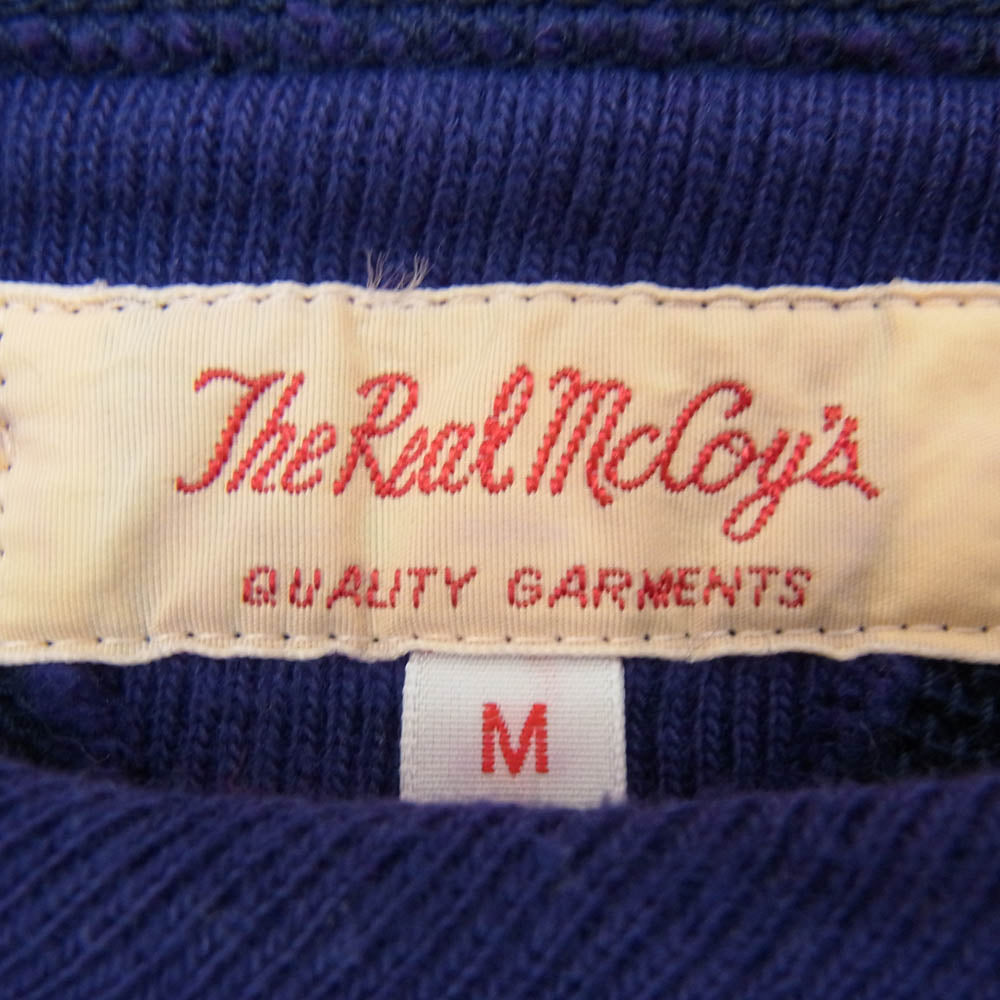 The Real McCoy's
QUALITY GARMENTS
M